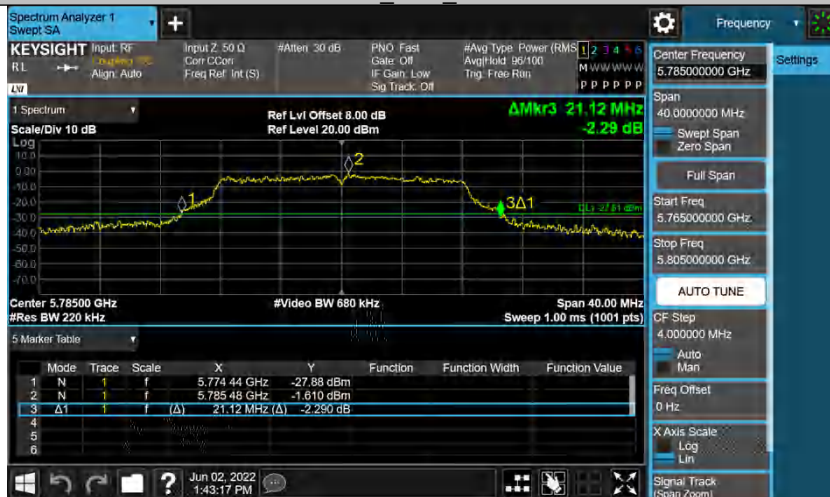 Spectrum Analyzer 1
Swept SA
+
Frequency
KEYSIGHT Input: RF Input Z: 50 Ω #Atten: 30 dB PNO: Fast #Avg Type: Power (RMS 1 2 3 4 5 6
RL Corr CCorr Gate: Off Avg|Hold: 96/100 M W W W W W
Align: Auto Freq Ref: Int (S) IF Gain: Low Trig: Free Run
LXI Sig Track: Off P P P P P P
1 Spectrum
Scale/Div 10 dB
Ref Lvl Offset 8.00 dB
Ref Level 20.00 dBm
ΔMkr3 21.12 MHz
-2.29 dB
Log
10.0
0.00
-10.0
-20.0
-30.0
-40.0
-50.0
-60.0
-70.0
1
2
3Δ1
Center 5.78500 GHz #Video BW 680 kHz Span 40.00 MHz
#Res BW 220 kHz Sweep 1.00 ms (1001 pts)
5 Marker Table
Mode Trace Scale X Y Function Function Width Function Value
1 N 1 f 5.774 44 GHz -27.88 dBm
2 N 1 f 5.785 48 GHz -1.610 dBm
3 Δ1 1 f (Δ) 21.12 MHz (Δ) -2.290 dB
4
5
6
? Jun 02, 2022
1:43:17 PM
Center Frequency
5.785000000 GHz
Settings
Span
40.0000000 MHz
Swept Span
Zero Span
Full Span
Start Freq
5.765000000 GHz
Stop Freq
5.805000000 GHz
AUTO TUNE
CF Step
4.000000 MHz
Auto
Man
Freq Offset
0 Hz
X Axis Scale
Log
Lin
Signal Track
(Span Zoom)